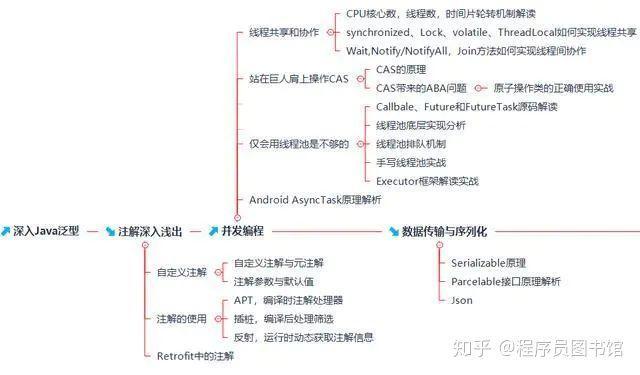 CPU核心数，线程数，时间片轮转机制解读
线程共享和协作
synchronized、Lock、volatile、ThreadLocal如何实现线程共享
Wait,Notify/NotifyAll，Join方法如何实现线程间协作
CAS的原理
站在巨人肩上操作CAS
CAS带来的ABA问题
原子操作类的正确使用实战
Callbale、Future和FutureTask源码解读
线程池底层实现分析
仅会用线程池是不够的
线程池排队机制
手写线程池实战
Executor框架解读实战
Android AsyncTask原理解析
深入Java泛型
注解深入浅出
并发编程
数据传输与序列化
自定义注解
自定义注解与元注解
注解参数与默认值
Serializable原理
Parcelable接口原理解析
Json
注解的使用
APT，编译时注解处理器
插桩，编译后处理筛选
反射，运行时动态获取注解信息
Retrofit中的注解
知乎 @程序员图书馆